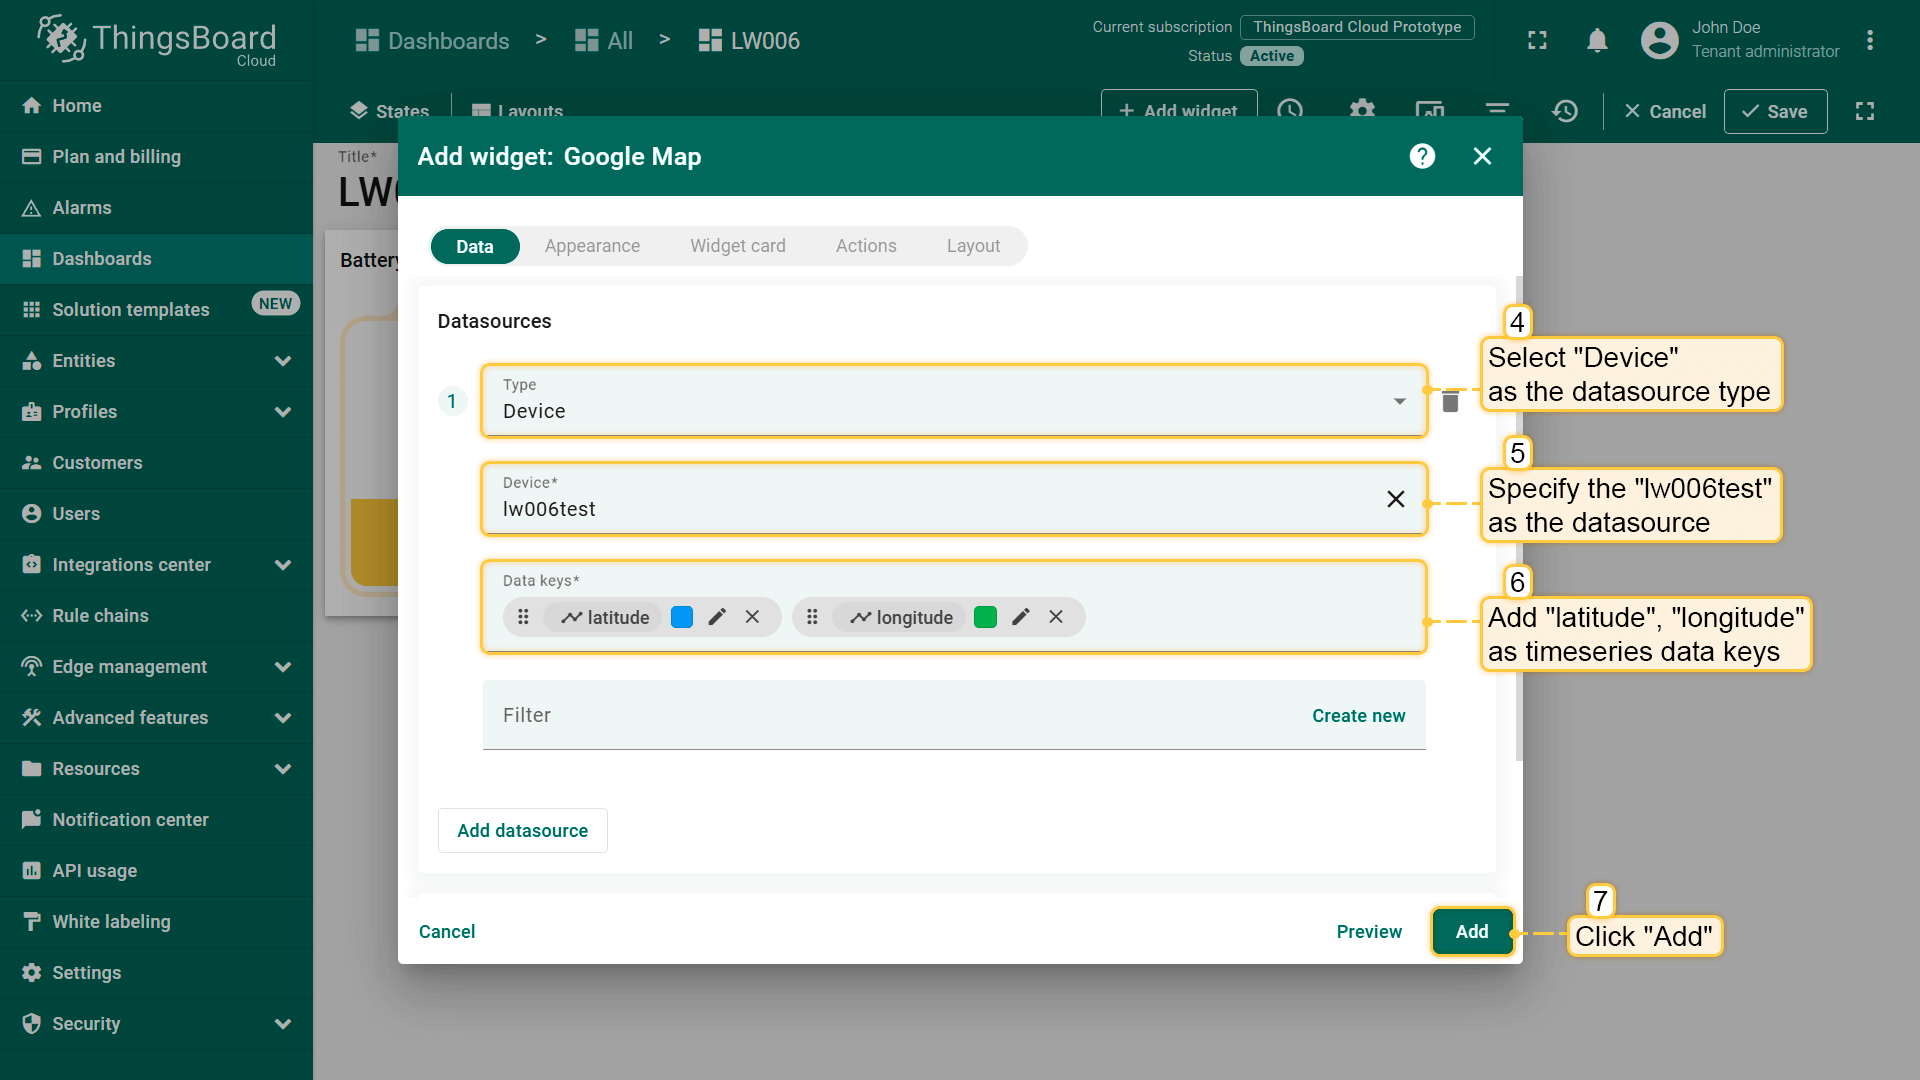 ThingsBoard
Cloud
Dashboards > All > LW006
Current subscription ThingsBoard Cloud Prototype
Status Active
John Doe
Tenant administrator
Home
Plan and billing
Alarms
Dashboards
Solution templates NEW
Entities
Profiles
Customers
Users
Integrations center
Rule chains
Edge management
Advanced features
Resources
Notification center
API usage
White labeling
Settings
Security
States
Layouts
+ Add widget
Cancel
Save
Title*
Battery
Add widget: Google Map
?
Data
Appearance
Widget card
Actions
Layout
Datasources
1
Type
Device
4
Select "Device"
as the datasource type
Device*
lw006test
5
Specify the "lw006test"
as the datasource
Data keys*
latitude
longitude
6
Add "latitude", "longitude"
as timeseries data keys
Filter
Create new
Add datasource
Cancel
Preview
Add
7
Click "Add"